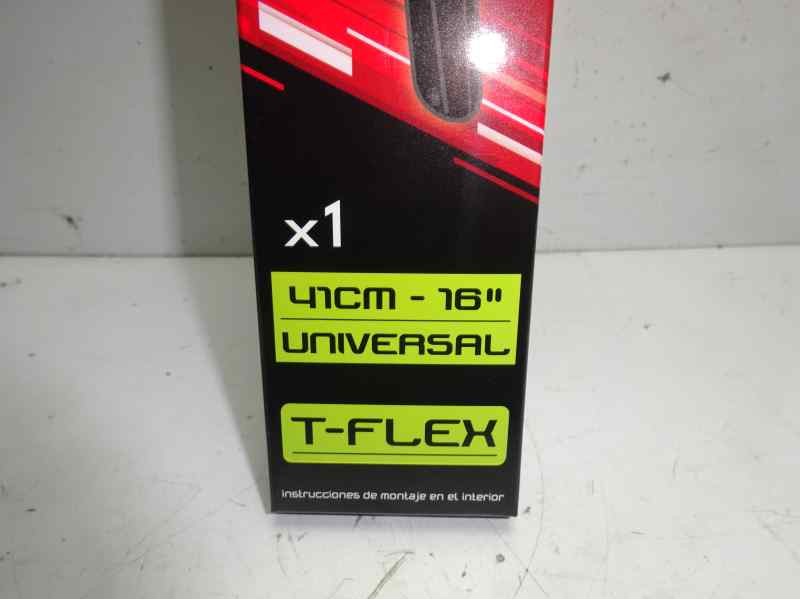 x1
41CM - 16"
UNIVERSAL
T-FLEX
instrucciones de montaje en el interior